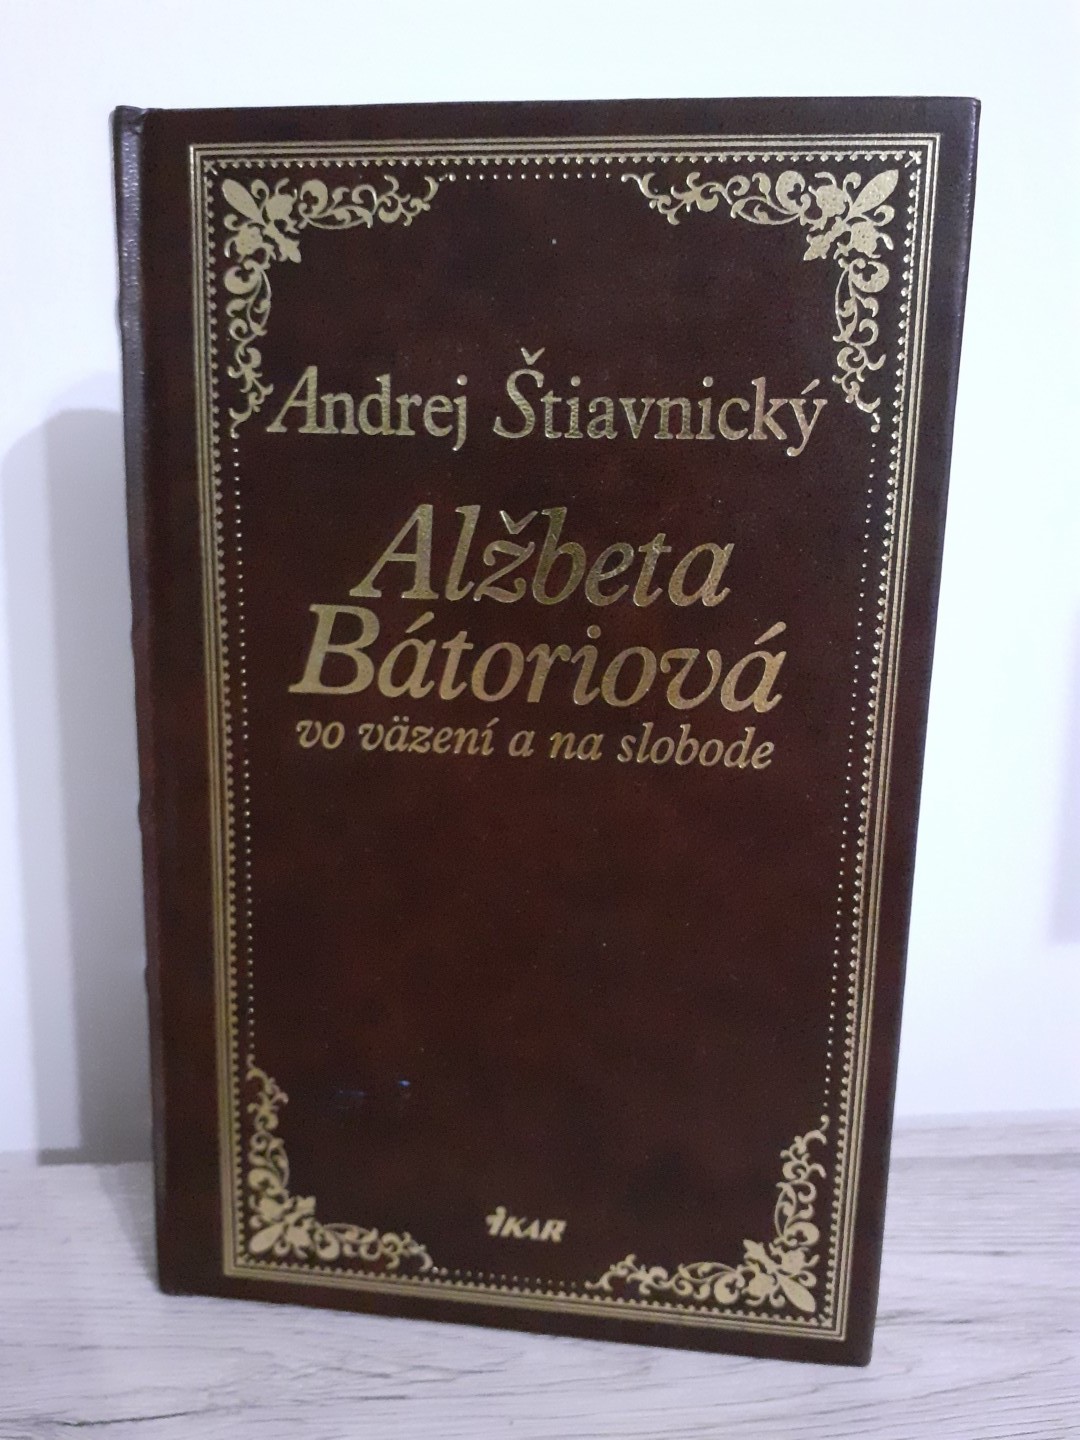 Andrej Štiavnický
Alžbeta
Bátoriová
vo väzení a na slobode
IKAR